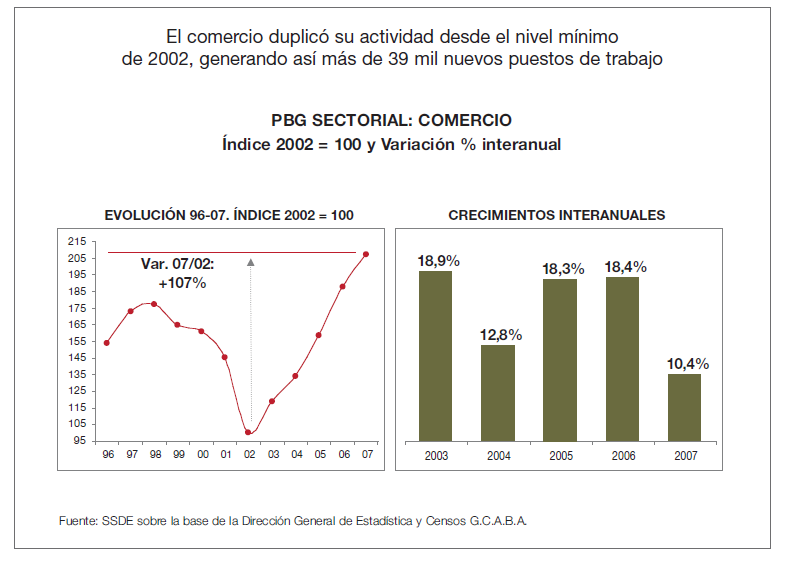 El comercio duplicó su actividad desde el nivel mínimo
de 2002, generando así más de 39 mil nuevos puestos de trabajo
PBG SECTORIAL: COMERCIO
Índice 2002 = 100 y Variación % interanual
EVOLUCIÓN 96-07. ÍNDICE 2002 = 100
215
205
195
185
175
165
155
145
135
125
115
105
95
Var. 07/02:
+107%
96 97 98 99 00 01 02 03 04 05 06 07
CRECIMIENTOS INTERANUALES
18,9%
12,8%
18,3%
18,4%
10,4%
2003 2004 2005 2006 2007
Fuente: SSDE sobre la base de la Dirección General de Estadística y Censos G.C.A.B.A.